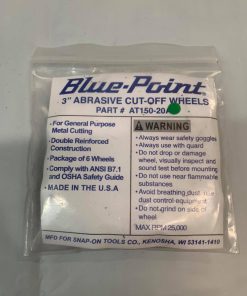 Blue-Point
3" ABRASIVE CUT-OFF WHEELS
PART # AT150-20
- For General Purpose
Metal Cutting
- Double Reinforced
Construction
- Package of 6 Wheels
- Comply with ANSI B7.1
and OSHA Safety Guide
- MADE IN THE U.S.A
WARNING
• Always wear safety goggles
• Always use with guard
• Do not drop or damage
wheel, visually inspect and
sound test before mounting
• Do not use near flammable
substances
• Avoid breathing dust, use
dust control equipment
• Do not grind on side of
wheel
MAX RPM 25,000
MFG FOR SNAP-ON TOOLS CO., KENOSHA, WI 53141-1410